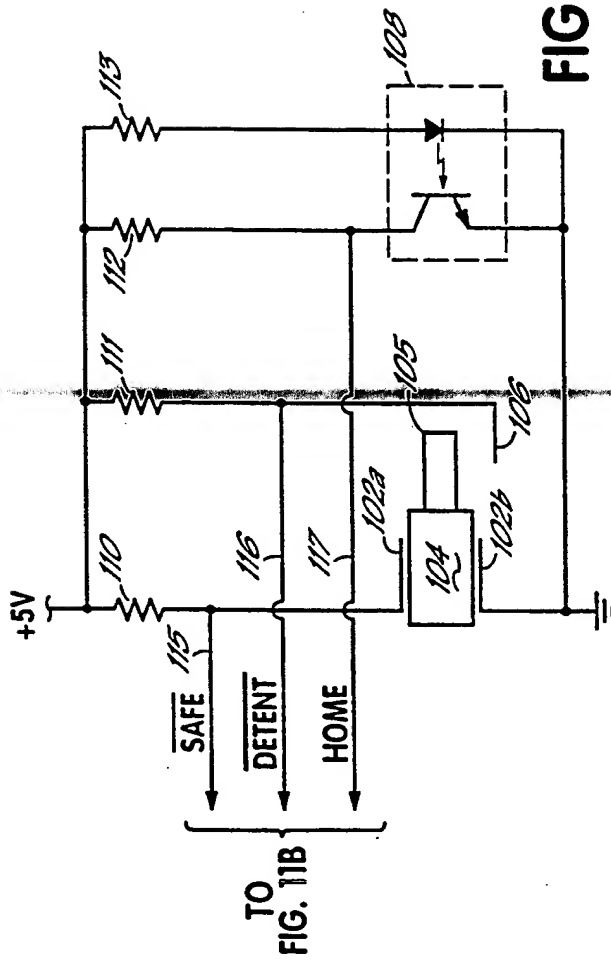 +5V
110
111
112
113
115
SAFE
116
DETENT
117
HOME
TO
FIG. 11B
102a
104
105
102b
106
108
FIG